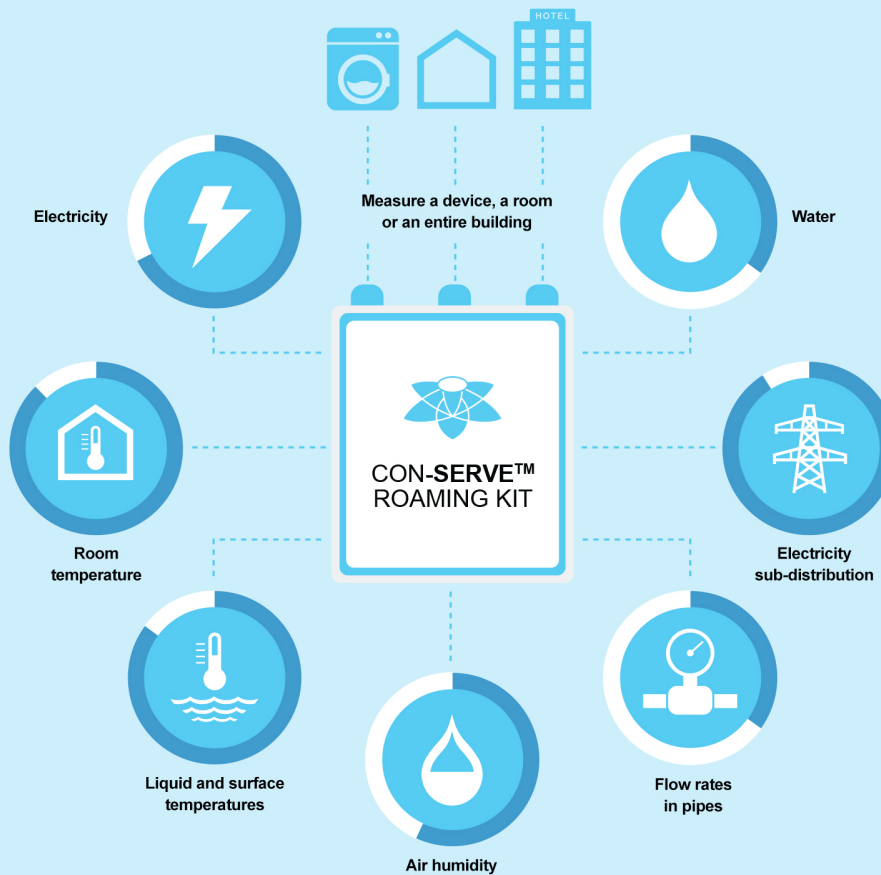 HOTEL
Measure a device, a room
or an entire building
Electricity
Water
CON-SERVE™
ROAMING KIT
Room
temperature
Electricity
sub-distribution
Liquid and surface
temperatures
Flow rates
in pipes
Air humidity